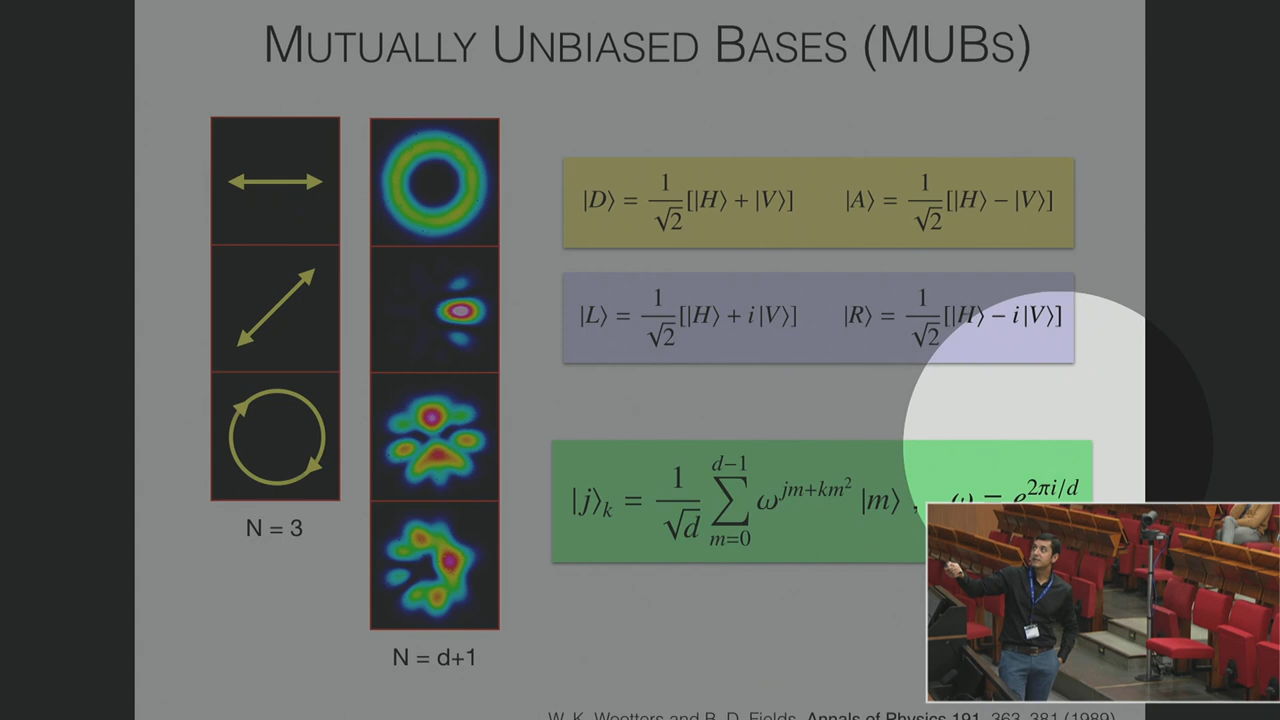 MUTUALLY UNBIASED BASES (MUBS)
|D⟩ = 1/√2 [|H⟩ + |V⟩]
|A⟩ = 1/√2 [|H⟩ − |V⟩]
|L⟩ = 1/√2 [|H⟩ + i|V⟩]
|R⟩ = 1/√2 [|H⟩ − i|V⟩]
|j⟩ₖ = 1/√d ∑_{m=0}^{d−1} ω^{jm+km²} |m⟩ , ω = e^{2πi/d}
N = 3
N = d+1
W. K. Wootters and B. D. Fields, Annals of Physics 191, 363–381 (1989)